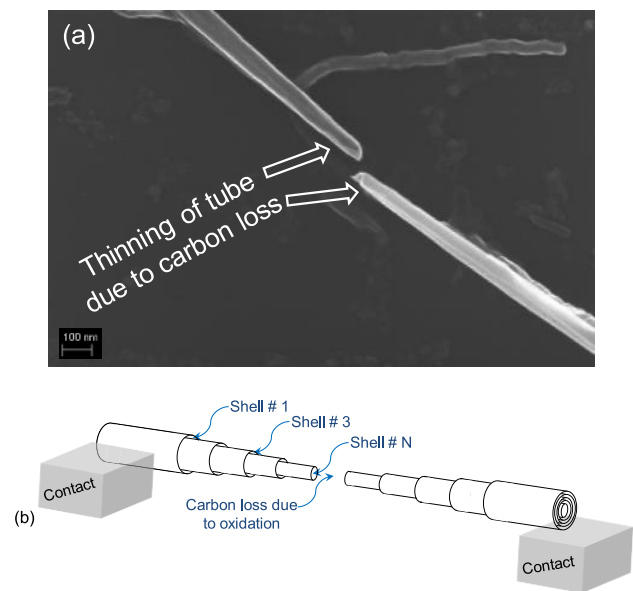 (a)
Thinning of tube
due to carbon loss
100 nm
Shell # 1
Shell # 3
Shell # N
Contact
Carbon loss due
to oxidation
(b)
Contact